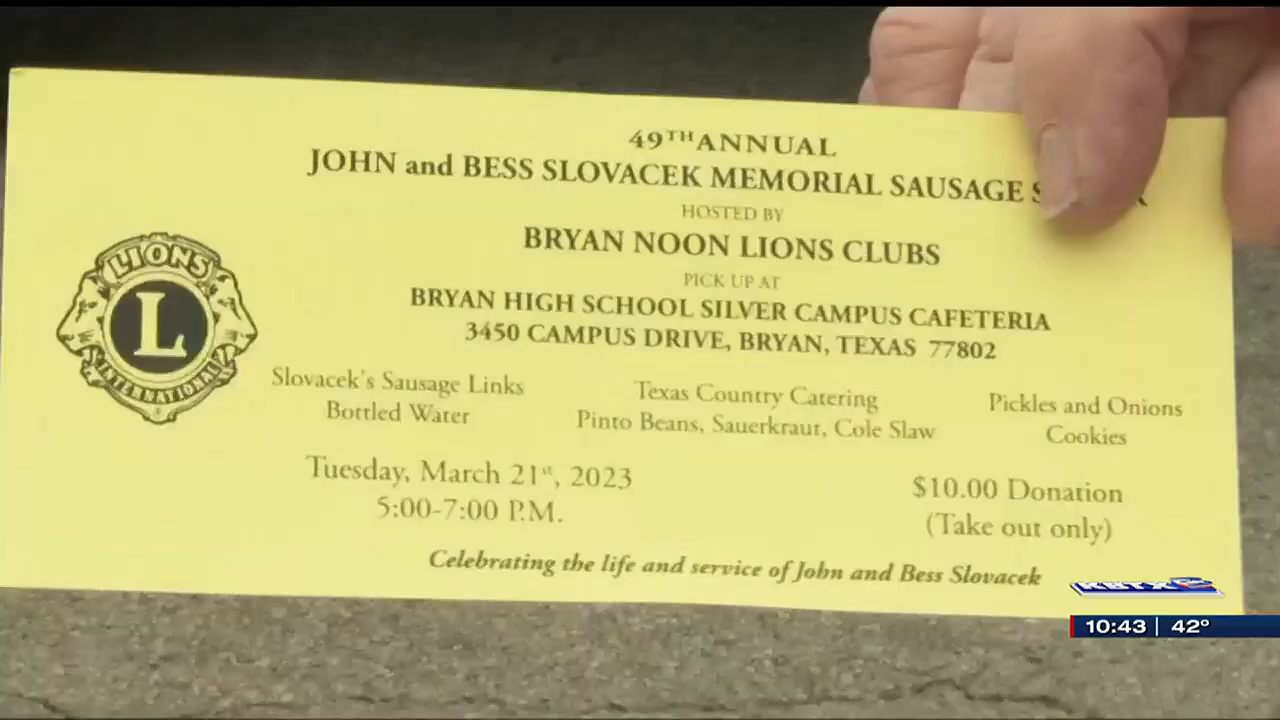 49TH ANNUAL
JOHN and BESS SLOVACEK MEMORIAL SAUSAGE
HOSTED BY
BRYAN NOON LIONS CLUBS
PICK UP AT
BRYAN HIGH SCHOOL SILVER CAMPUS CAFETERIA
3450 CAMPUS DRIVE, BRYAN, TEXAS 77802
LIONS
L
INTERNATIONAL
®
Slovacek's Sausage Links
Bottled Water
Texas Country Catering
Pinto Beans, Sauerkraut, Cole Slaw
Pickles and Onions
Cookies
Tuesday, March 21st, 2023
5:00-7:00 P.M.
$10.00 Donation
(Take out only)
Celebrating the life and service of John and Bess Slovacek
KBTX 3
10:43 | 42°